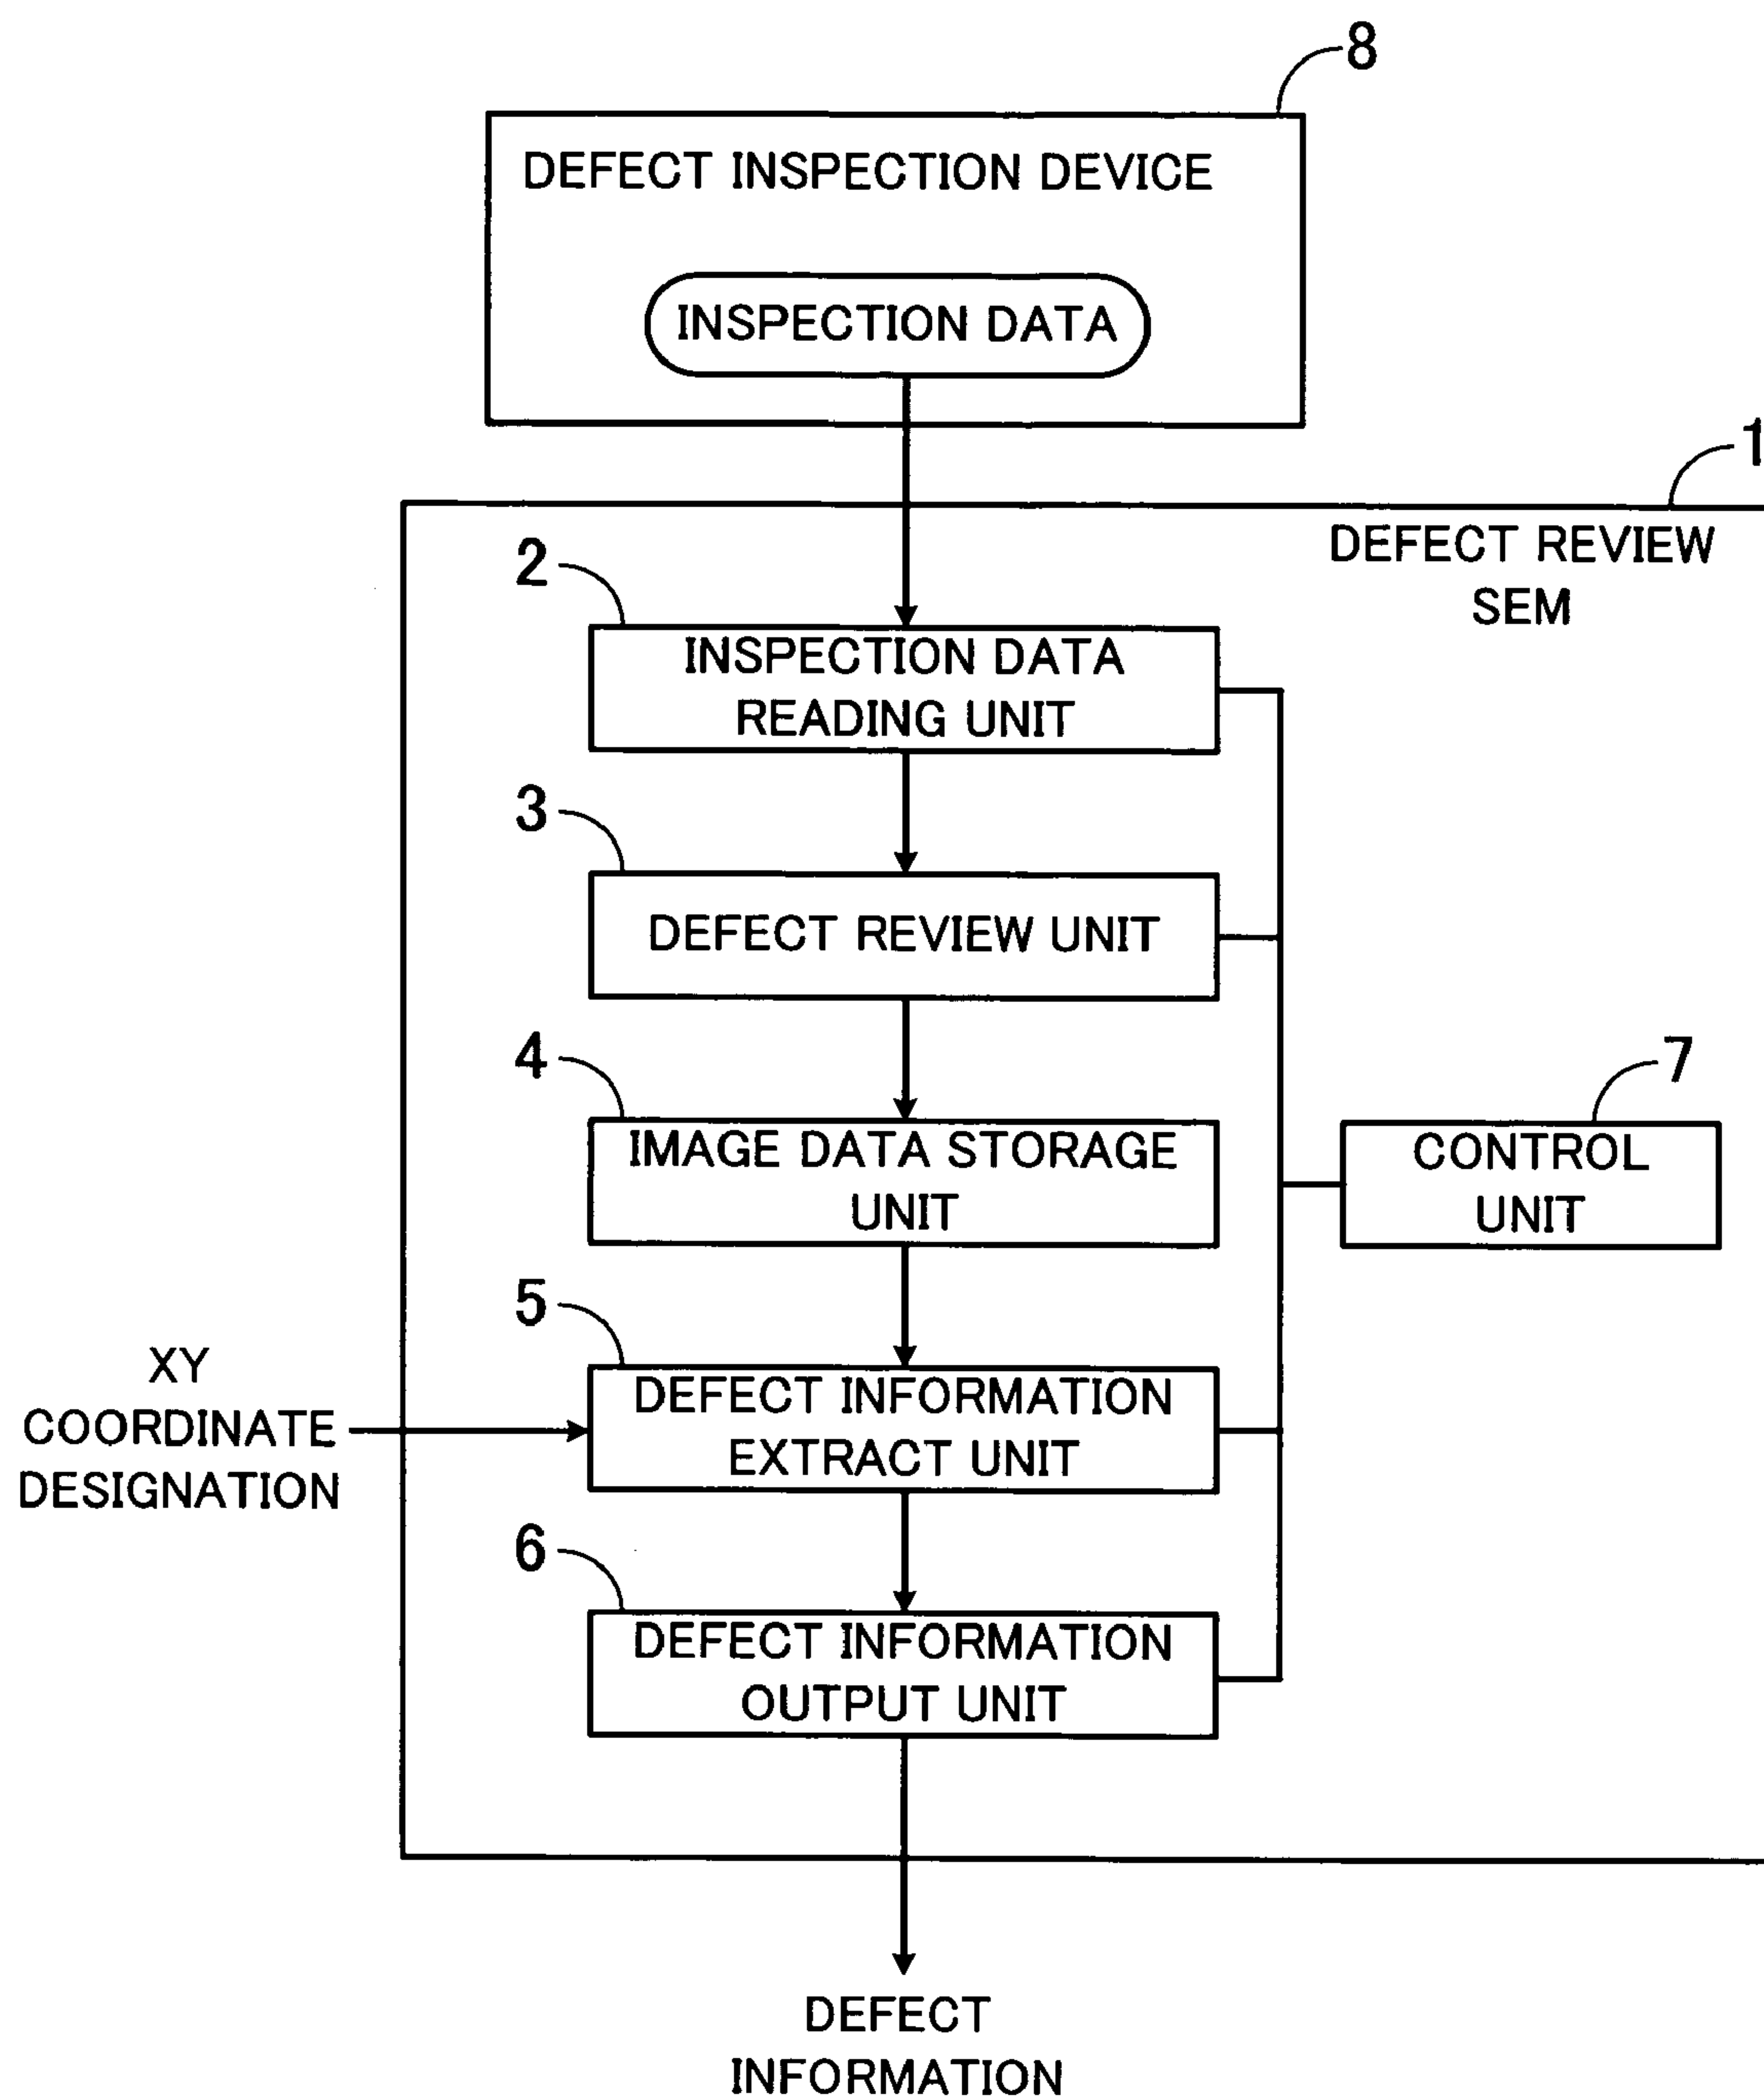 8
DEFECT INSPECTION DEVICE
INSPECTION DATA
1
DEFECT REVIEW
SEM
2
INSPECTION DATA
READING UNIT
3
DEFECT REVIEW UNIT
4
IMAGE DATA STORAGE
UNIT
7
CONTROL
UNIT
5
DEFECT INFORMATION
EXTRACT UNIT
XY
COORDINATE
DESIGNATION
6
DEFECT INFORMATION
OUTPUT UNIT
DEFECT
INFORMATION